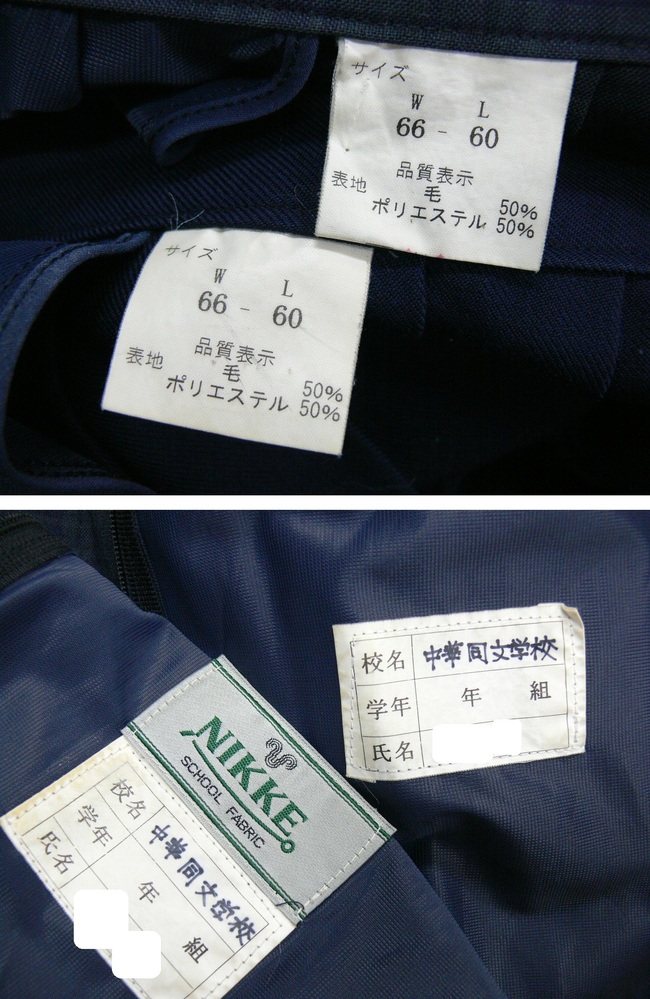 サイズ
W L
66 - 60
品質表示
表地 毛 50%
ポリエステル 50%
サイズ
W L
66 - 60
品質表示
表地 毛 50%
ポリエステル 50%
校名 中華同文学校
学年 年 組
氏名
NIKKE
SCHOOL FABRIC
校名 中華同文学校
学年 年 組
氏名